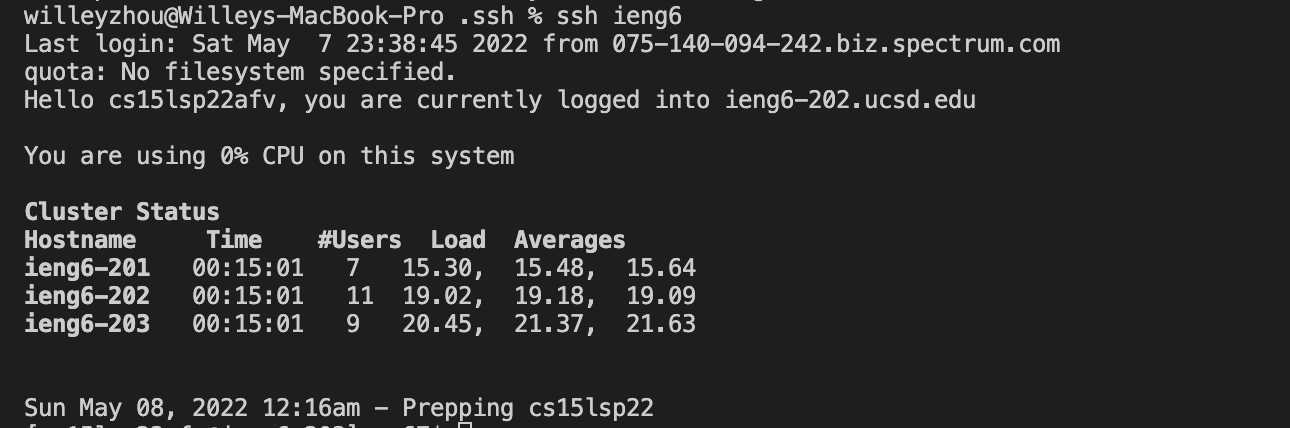 willeyzhou@Willeys-MacBook-Pro .ssh % ssh ieng6
Last login: Sat May  7 23:38:45 2022 from 075-140-094-242.biz.spectrum.com
quota: No filesystem specified.
Hello cs15lsp22afv, you are currently logged into ieng6-202.ucsd.edu
You are using 0% CPU on this system
Cluster Status
Hostname     Time    #Users  Load  Averages
ieng6-201   00:15:01   7   15.30,  15.48,  15.64
ieng6-202   00:15:01   11  19.02,  19.18,  19.09
ieng6-203   00:15:01   9   20.45,  21.37,  21.63
Sun May 08, 2022 12:16am - Prepping cs15lsp22